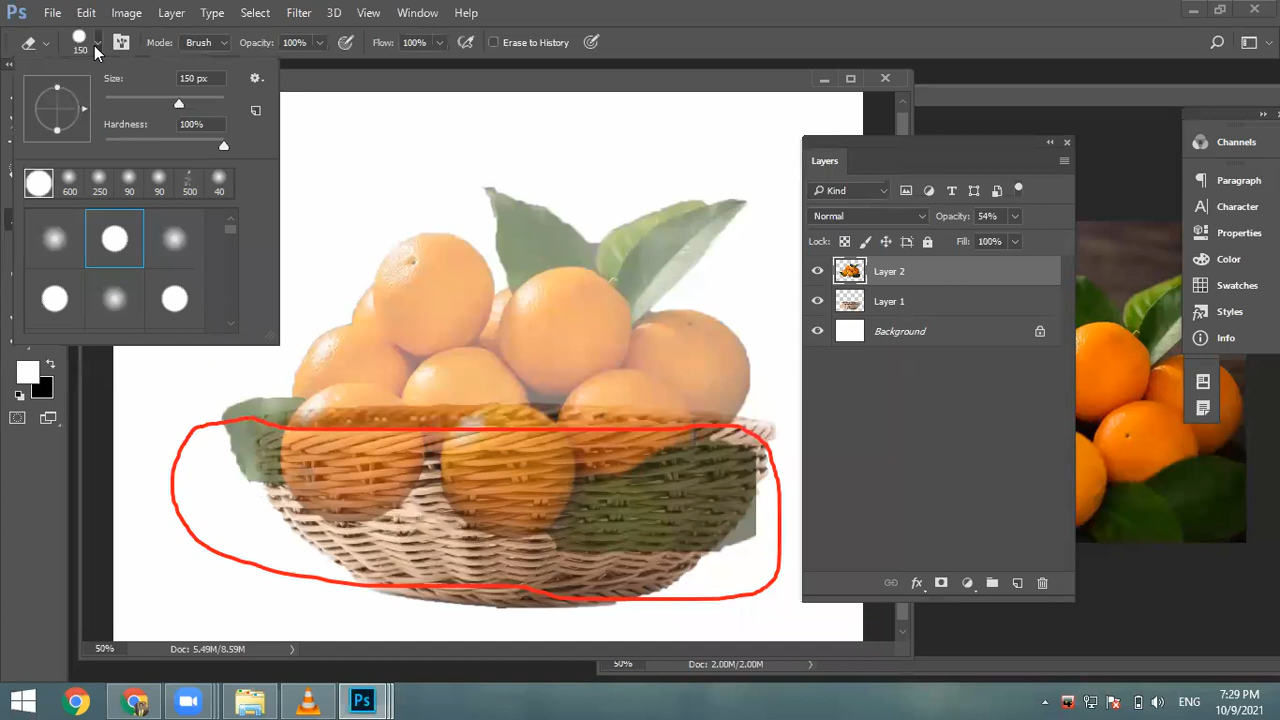 Ps File Edit Image Layer Type Select Filter 3D View Window Help
150 Mode: Brush Opacity: 100% Flow: 100% Erase to History
Size: 150 px
Hardness: 100%
600 250 90 90 500 40
Layers
Kind
Normal Opacity: 54%
Lock: Fill: 100%
Layer 2
Layer 1
Background
Channels
Paragraph
Character
Properties
Color
Swatches
Styles
Info
50% Doc: 5.49M/8.59M
50% Doc: 2.00M/2.00M
Ps ENG 7:29 PM
10/9/2021